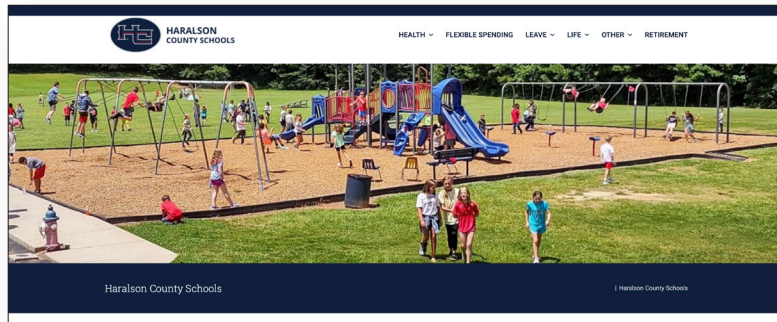 HC
HARALSON
COUNTY SCHOOLS
HEALTH FLEXIBLE SPENDING LEAVE LIFE OTHER RETIREMENT
Haralson County Schools
| Haralson County Schools